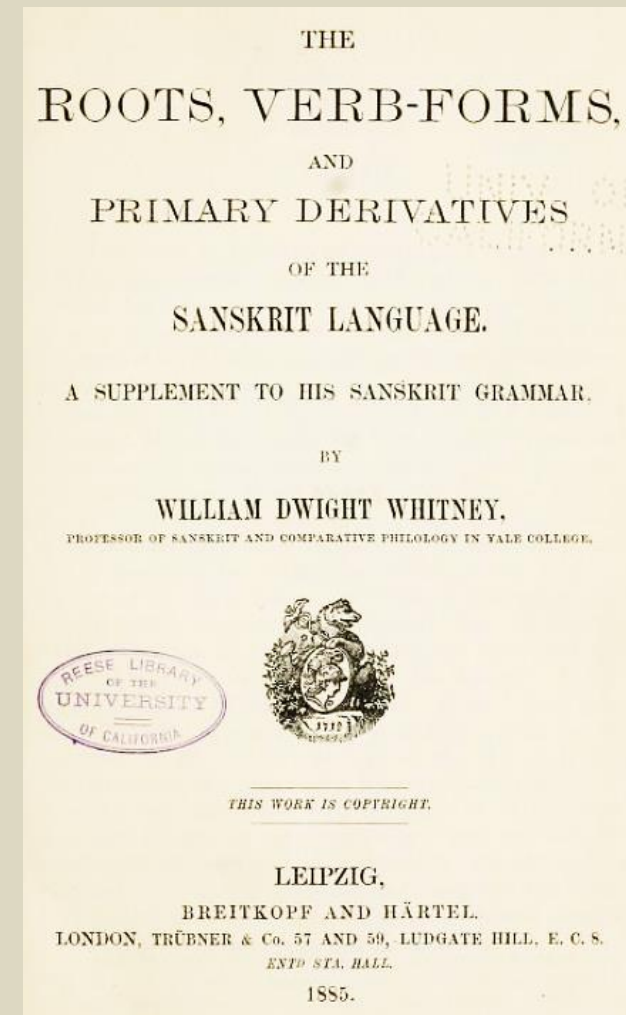 THE
ROOTS, VERB-FORMS,
AND
PRIMARY DERIVATIVES
OF THE
SANSKRIT LANGUAGE.
A SUPPLEMENT TO HIS SANSKRIT GRAMMAR,
BY
WILLIAM DWIGHT WHITNEY,
PROFESSOR OF SANSKRIT AND COMPARATIVE PHILOLOGY IN YALE COLLEGE.
REESE LIBRARY
OF THE
UNIVERSITY
OF CALIFORNIA
1719
THIS WORK IS COPYRIGHT.
LEIPZIG,
BREITKOPF AND HÄRTEL.
LONDON, TRÜBNER & Co. 57 AND 59, LUDGATE HILL, E. C. S.
ENTD STA. HALL.
1885.